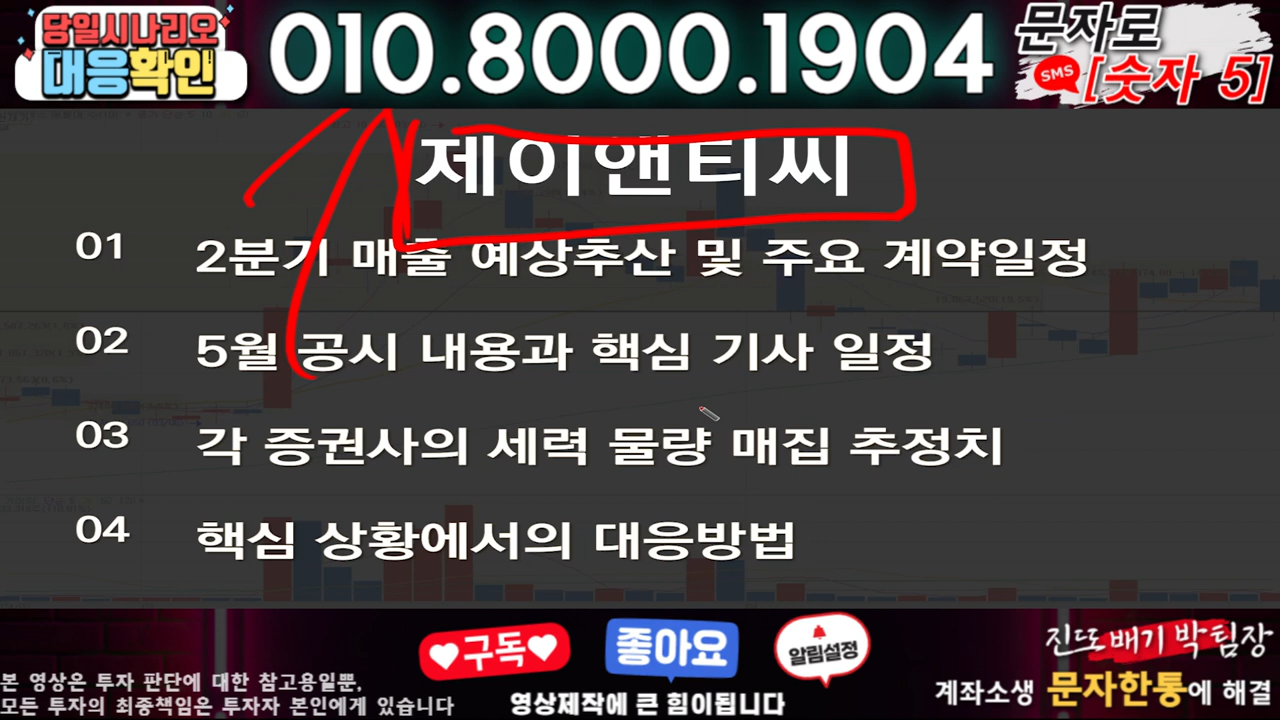 당일시나리오
대응확인
010.8000.1904
문자로
SMS [숫자 5]
제이앤티씨
01 2분기 매출 예상추산 및 주요 계약일정
02 5월 공시 내용과 핵심 기사 일정
03 각 증권사의 세력 물량 매집 추정치
04 핵심 상황에서의 대응방법
구독
좋아요
알림설정
영상제작에 큰 힘이됩니다
본 영상은 투자 판단에 대한 참고용일뿐,
모든 투자의 최종책임은 투자자 본인에게 있습니다
진또배기 박팀장
계좌소생 문자한통에 해결